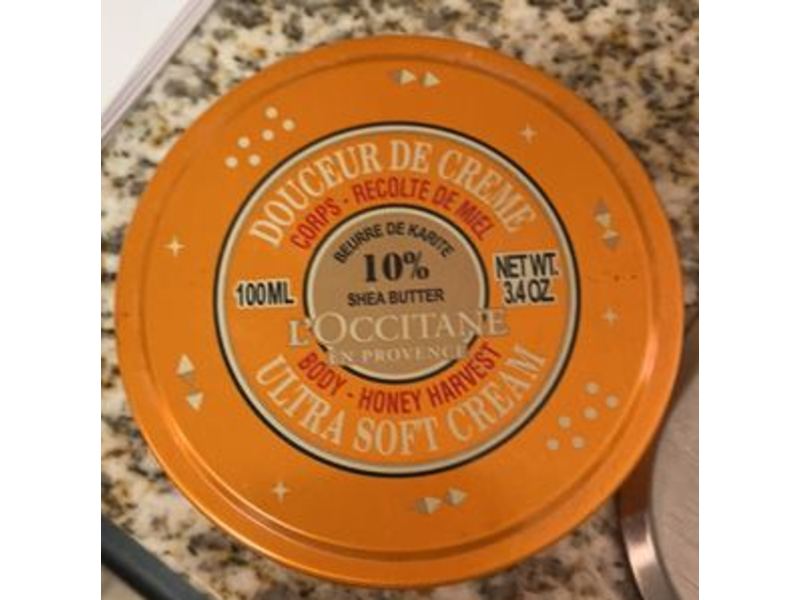 DOUCEUR DE CREME
CORPS - RECOLTE DE MIEL
BEURRE DE KARITE
10%
SHEA BUTTER
100ML
NET WT.
3.4 OZ.
L'OCCITANE
EN PROVENCE
BODY - HONEY HARVEST
ULTRA SOFT CREAM